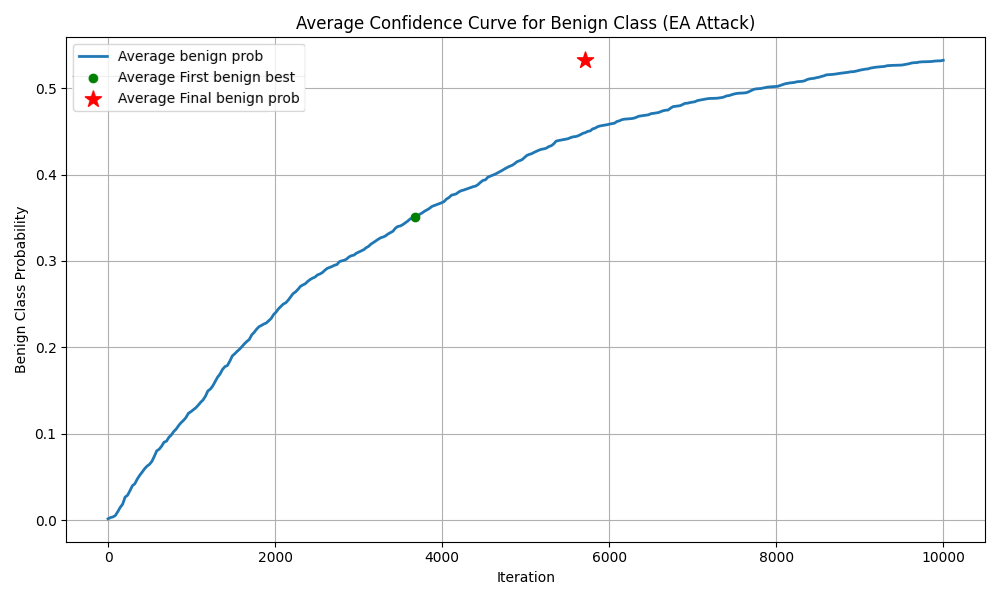 Average Confidence Curve for Benign Class (EA Attack)
Average benign prob
Average First benign best
Average Final benign prob
Benign Class Probability
0.5
0.4
0.3
0.2
0.1
0.0
0 2000 4000 6000 8000 10000
Iteration